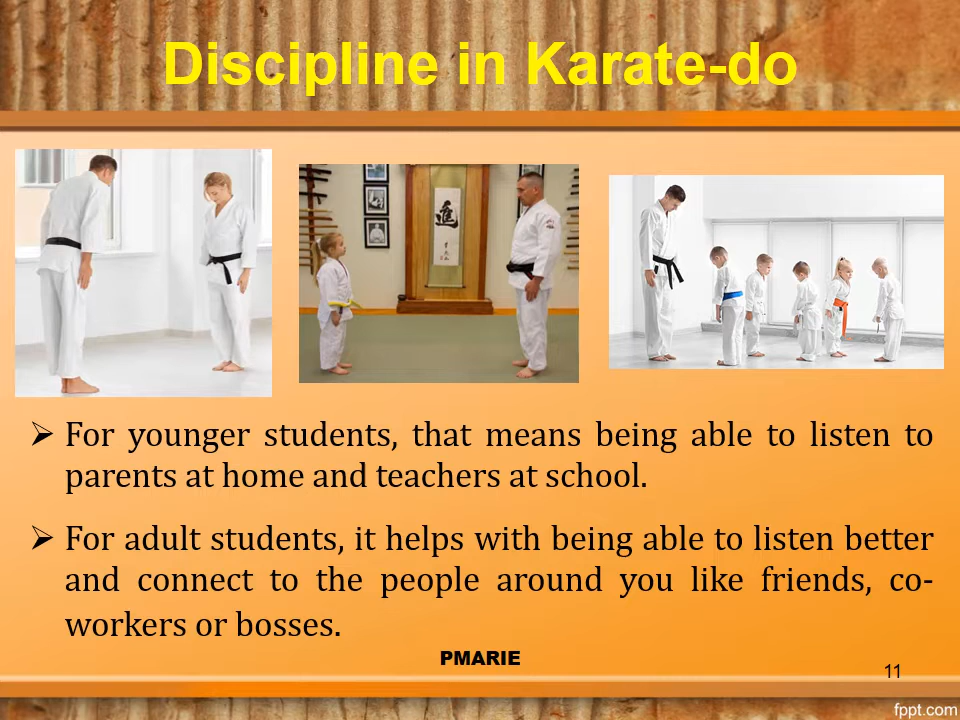 Discipline in Karate-do
進
➢ For younger students, that means being able to listen to
parents at home and teachers at school.
➢ For adult students, it helps with being able to listen better
and connect to the people around you like friends, co-
workers or bosses.
PMARIE
11
fppt.com